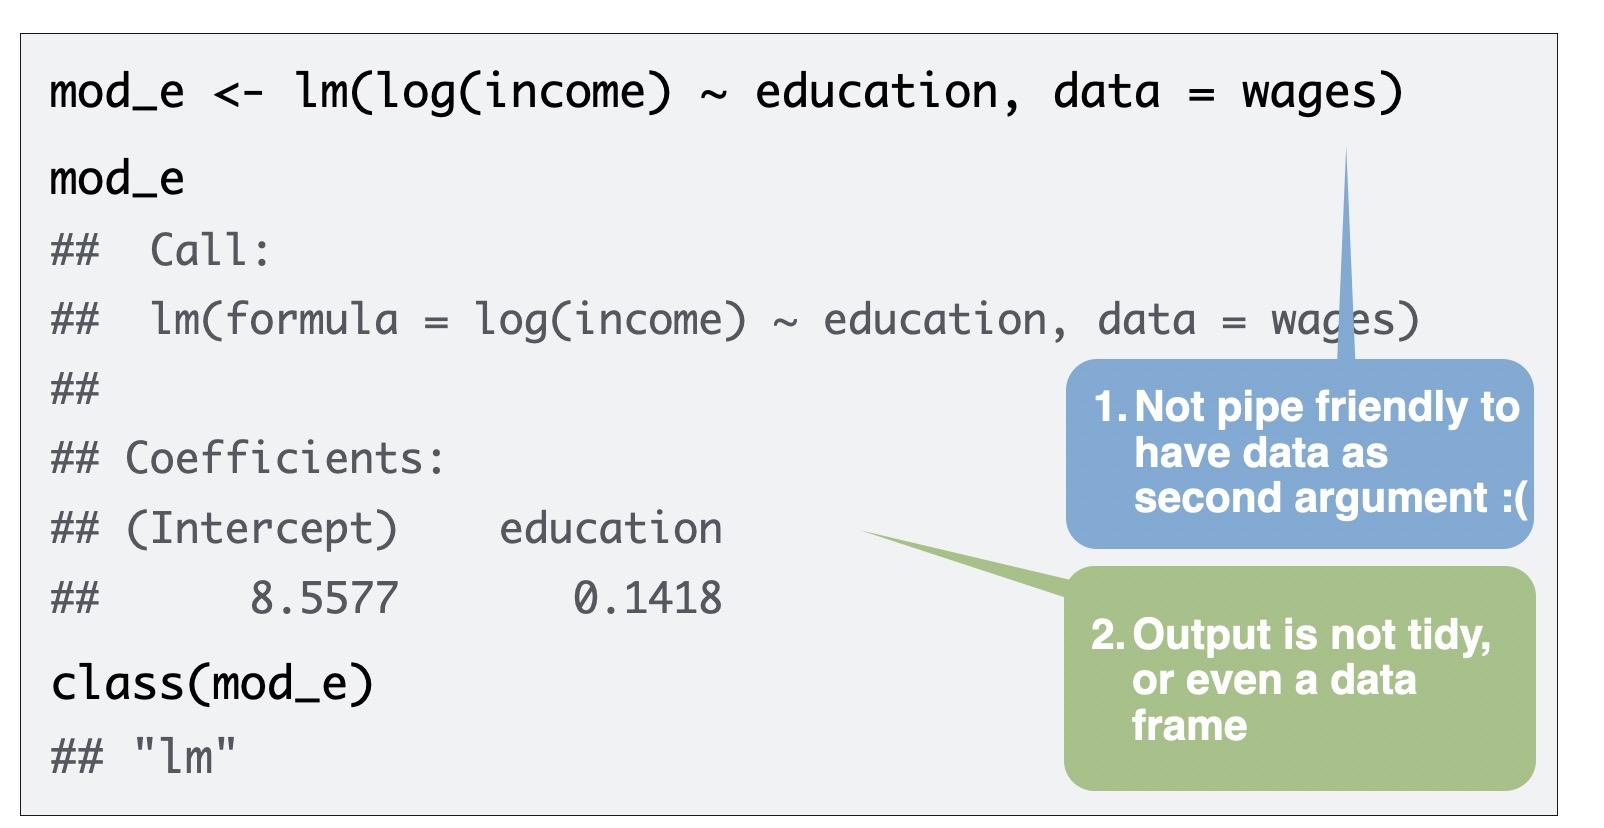 mod_e <- lm(log(income) ~ education, data = wages)
mod_e
##  Call:
##  lm(formula = log(income) ~ education, data = wages)
##
## Coefficients:
## (Intercept)    education
##      8.5577       0.1418
class(mod_e)
## "lm"
1. Not pipe friendly to
have data as
second argument :(
2. Output is not tidy,
or even a data
frame